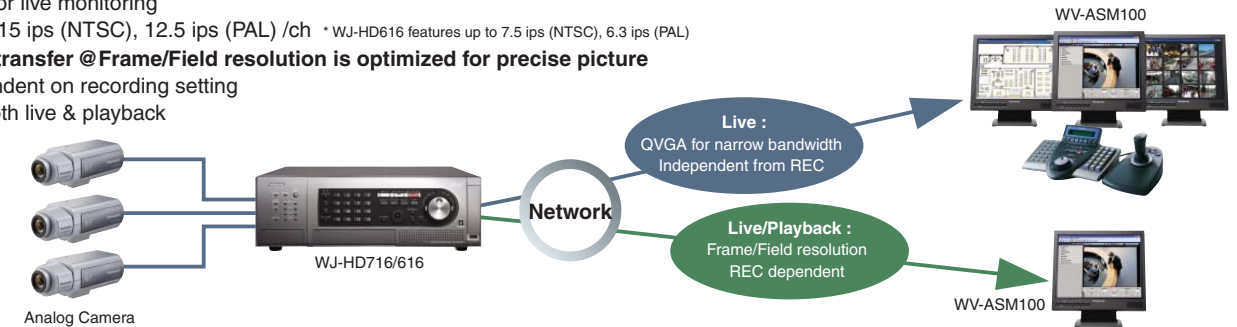 or live monitoring
15 ips (NTSC), 12.5 ips (PAL) /ch * WJ-HD616 features up to 7.5 ips (NTSC), 6.3 ips (PAL)
transfer @Frame/Field resolution is optimized for precise picture
ndent on recording setting
oth live & playback
WV-ASM100
Live :
QVGA for narrow bandwidth
Independent from REC
Network
Live/Playback :
Frame/Field resolution
REC dependent
WJ-HD716/616
WV-ASM100
Analog Camera